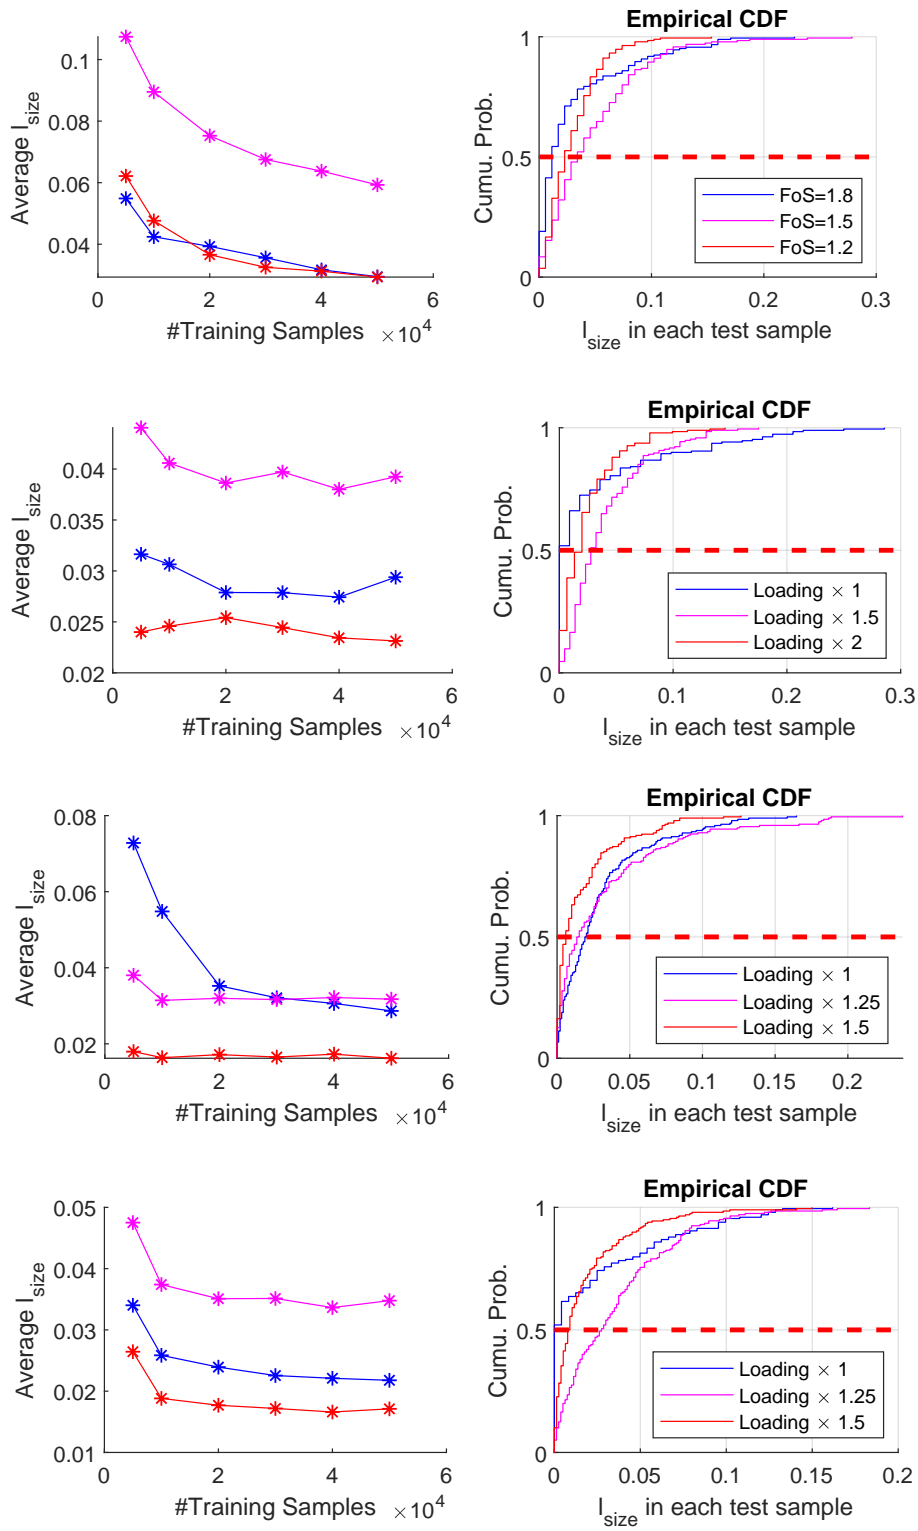 0.1
0.08
0.06
0.04
0 2 4 6
Average I_size
#Training Samples ×10^4
Empirical CDF
1
0.5
0
0 0.1 0.2 0.3
Cumu. Prob.
FoS=1.8
FoS=1.5
FoS=1.2
I_size in each test sample
0.04
0.035
0.03
0.025
0.02
0 2 4 6
Average I_size
#Training Samples ×10^4
Empirical CDF
1
0.5
0
0 0.1 0.2 0.3
Cumu. Prob.
Loading × 1
Loading × 1.5
Loading × 2
I_size in each test sample
0.08
0.06
0.04
0.02
0 2 4 6
Average I_size
#Training Samples ×10^4
Empirical CDF
1
0.5
0
0 0.05 0.1 0.15 0.2
Cumu. Prob.
Loading × 1
Loading × 1.25
Loading × 1.5
I_size in each test sample
0.05
0.04
0.03
0.02
0.01
0 2 4 6
Average I_size
#Training Samples ×10^4
Empirical CDF
1
0.5
0
0 0.05 0.1 0.15 0.2
Cumu. Prob.
Loading × 1
Loading × 1.25
Loading × 1.5
I_size in each test sample